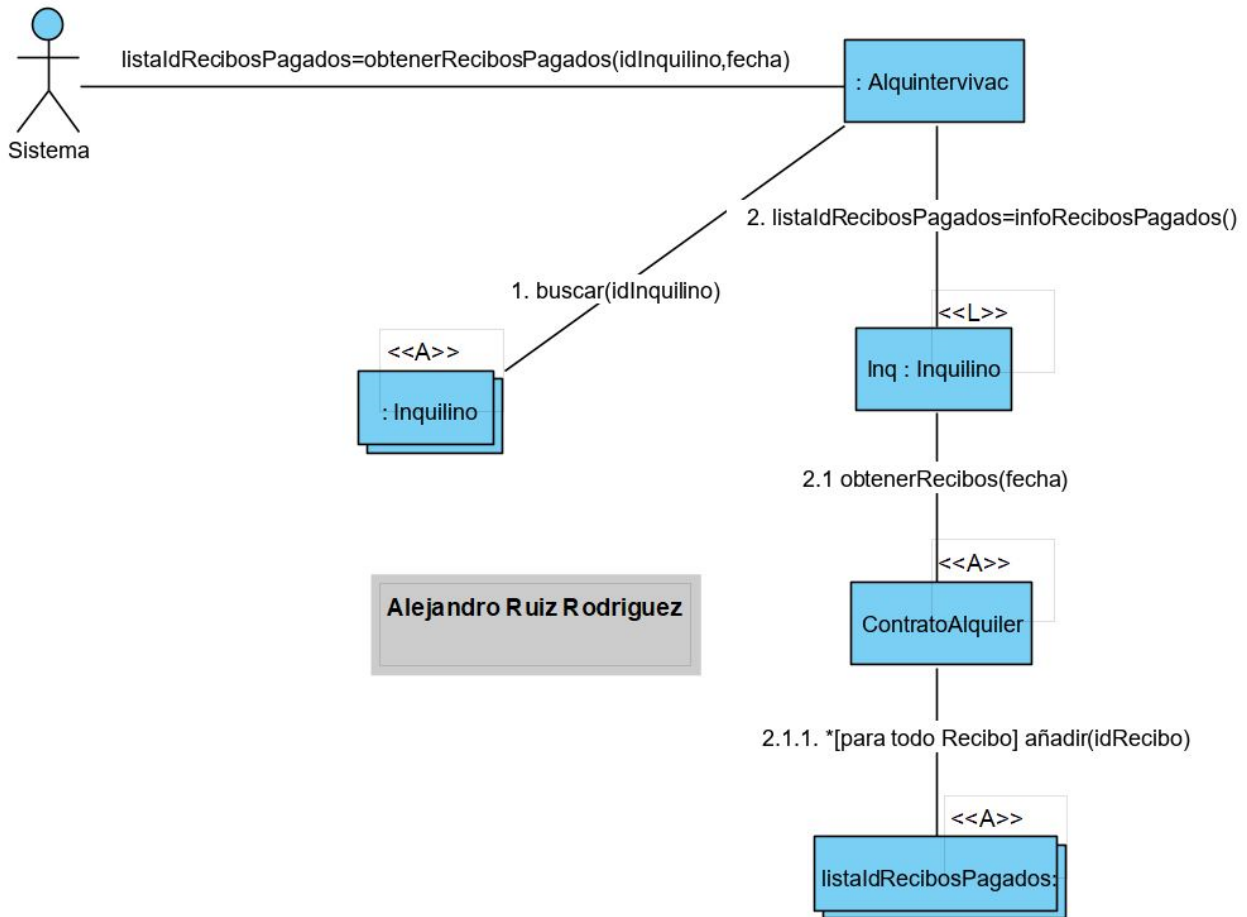 listaIdRecibosPagados=obtenerRecibosPagados(idInquilino,fecha)
: Alquintervivac
Sistema
2. listaIdRecibosPagados=infoRecibosPagados()
1. buscar(idInquilino)
<<L>>
<<A>>
Inq : Inquilino
: Inquilino
2.1 obtenerRecibos(fecha)
<<A>>
Alejandro Ruiz Rodriguez
ContratoAlquiler
2.1.1. *[para todo Recibo] añadir(idRecibo)
<<A>>
listaIdRecibosPagados: